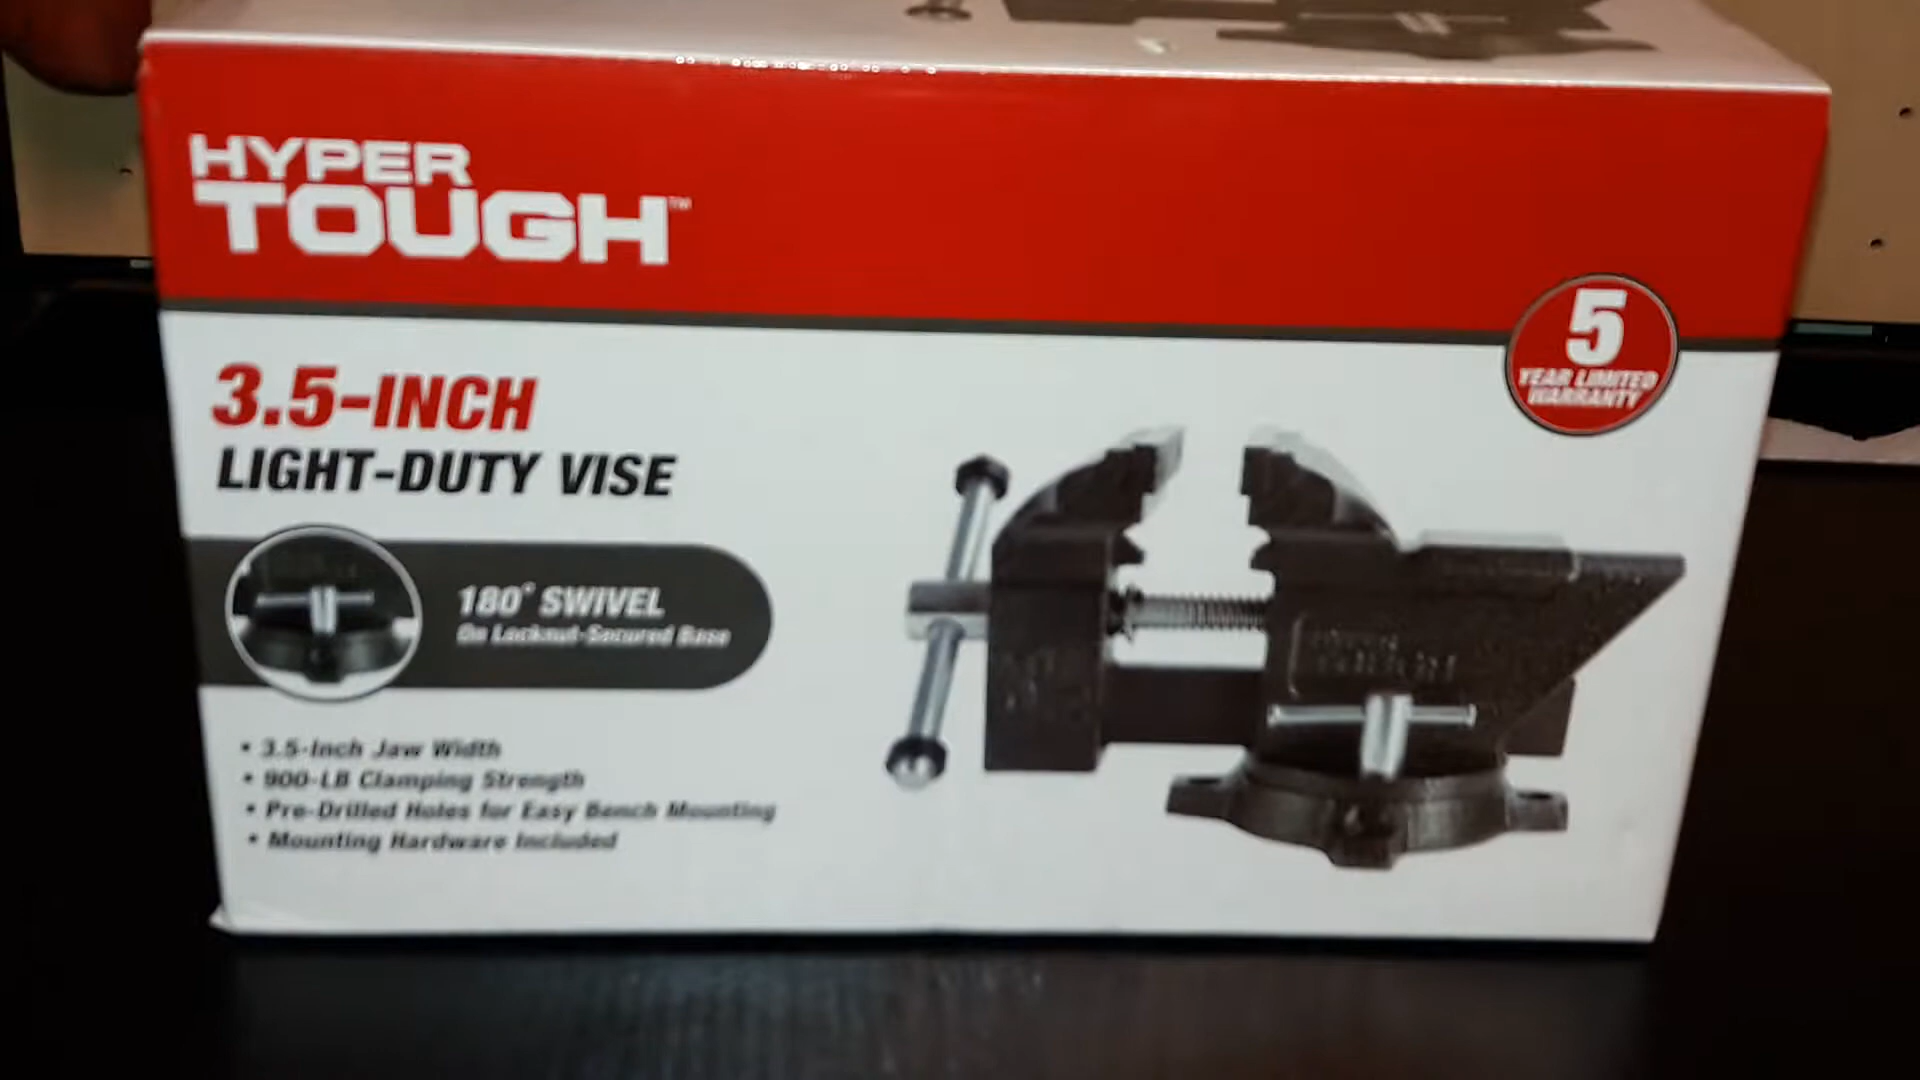 HYPER
TOUGH™
5
YEAR LIMITED
WARRANTY
3.5-INCH
LIGHT-DUTY VISE
180° SWIVEL
On Locknut-Secured Base
• 3.5-Inch Jaw Width
• 900-LB Clamping Strength
• Pre-Drilled Holes for Easy Bench Mounting
• Mounting Hardware Included